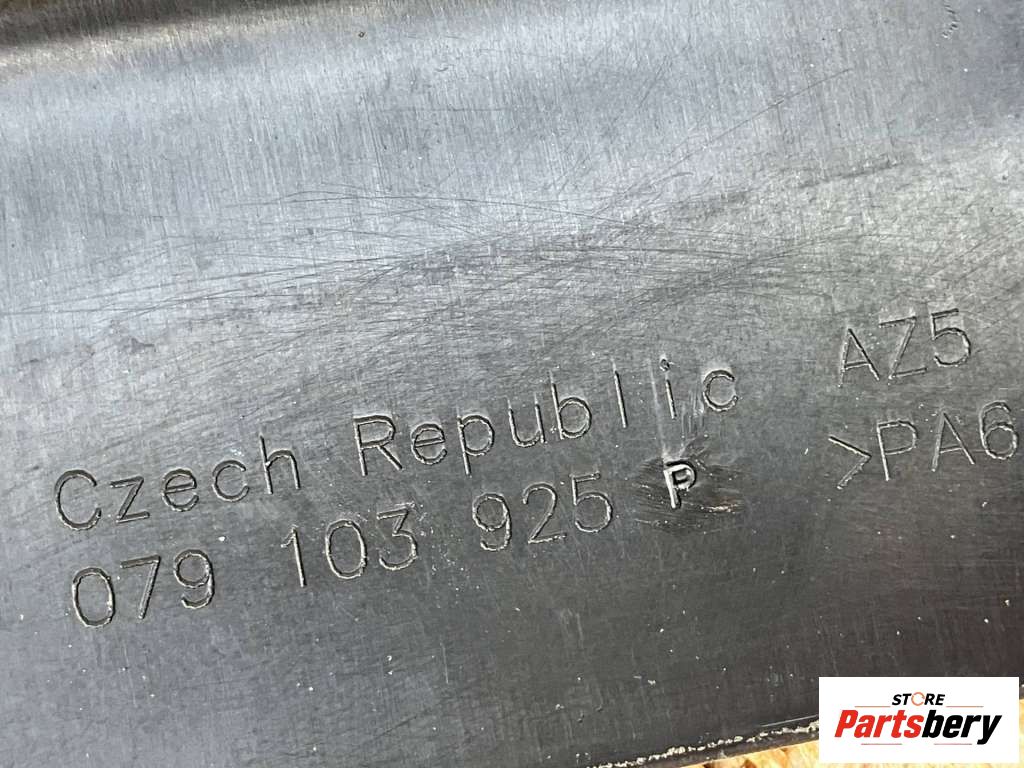 AZ5
Czech Republic
>PA6
079 103 925 P
STORE
Partsbery